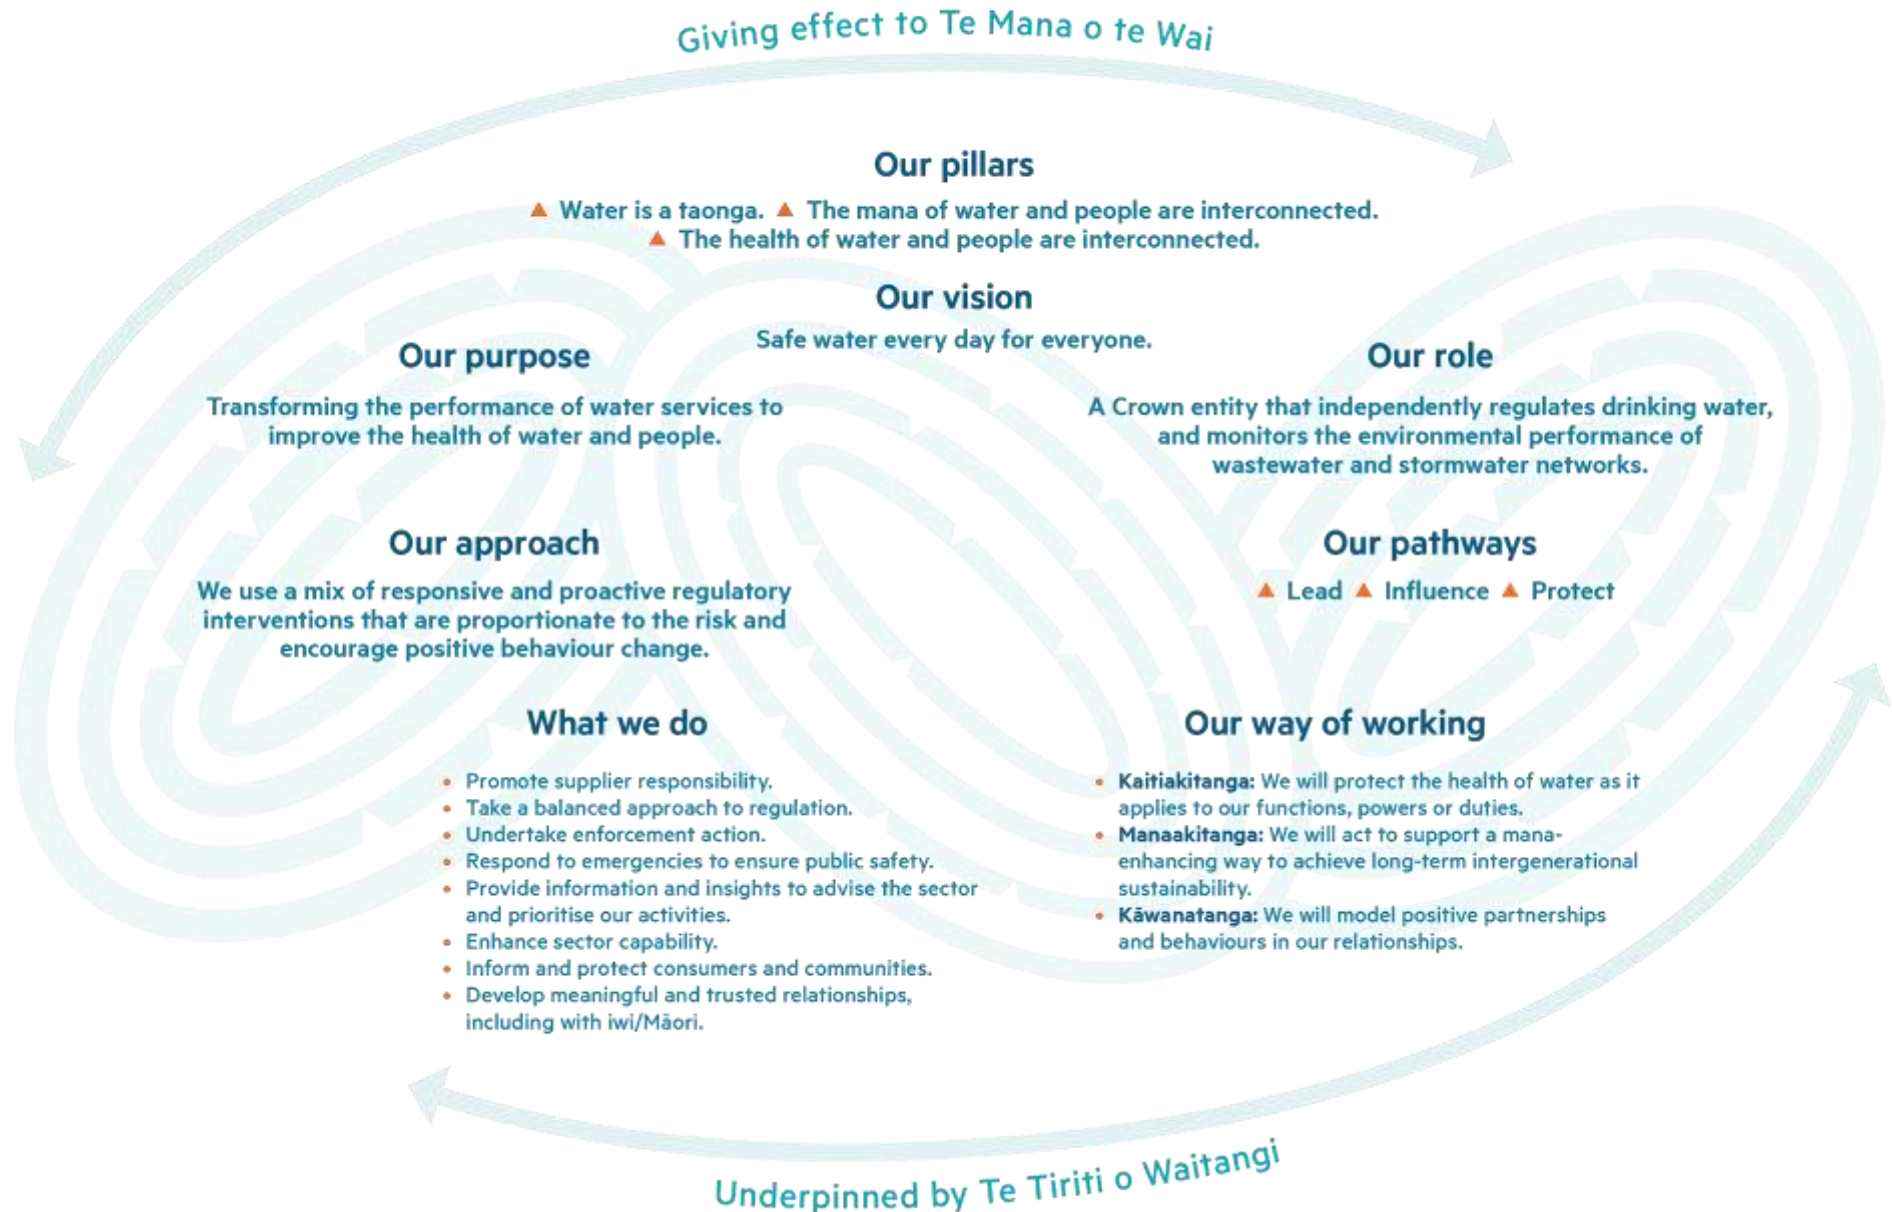 Giving effect to Te Mana o te Wai
Our pillars
▲ Water is a taonga. ▲ The mana of water and people are interconnected.
▲ The health of water and people are interconnected.
Our vision
Safe water every day for everyone.
Our purpose
Transforming the performance of water services to
improve the health of water and people.
Our role
A Crown entity that independently regulates drinking water,
and monitors the environmental performance of
wastewater and stormwater networks.
Our approach
We use a mix of responsive and proactive regulatory
interventions that are proportionate to the risk and
encourage positive behaviour change.
Our pathways
▲ Lead ▲ Influence ▲ Protect
What we do
• Promote supplier responsibility.
• Take a balanced approach to regulation.
• Undertake enforcement action.
• Respond to emergencies to ensure public safety.
• Provide information and insights to advise the sector
and prioritise our activities.
• Enhance sector capability.
• Inform and protect consumers and communities.
• Develop meaningful and trusted relationships,
including with iwi/Māori.
Our way of working
• Kaitiakitanga: We will protect the health of water as it
applies to our functions, powers or duties.
• Manaakitanga: We will act to support a mana-
enhancing way to achieve long-term intergenerational
sustainability.
• Kāwanatanga: We will model positive partnerships
and behaviours in our relationships.
Underpinned by Te Tiriti o Waitangi